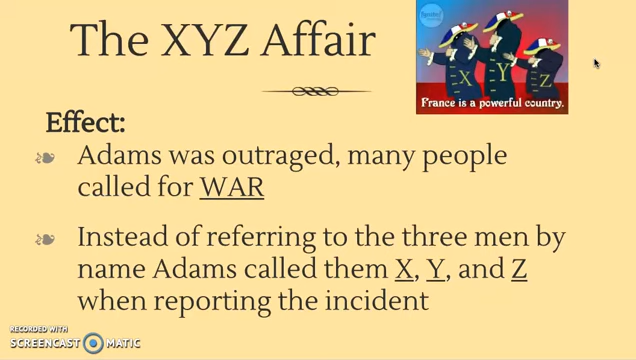 The XYZ Affair
X Y Z
France is a powerful country.
Effect:
Adams was outraged, many people
called for WAR
Instead of referring to the three men by
name Adams called them X, Y, and Z
when reporting the incident
RECORDED WITH
SCREENCAST MATIC